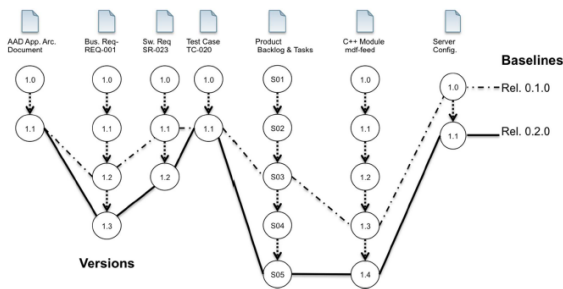 AAD App. Arc.
Document
Bus. Req-
REQ-001
Sw. Req
SR-023
Test Case
TC-020
Product
Backlog & Tasks
C++ Module
mdf-feed
Server
Config.
Baselines
1.0 1.0 1.0 1.0 S01 1.0 1.0 Rel. 0.1.0
1.1 1.1 1.1 1.1 S02 1.1 1.1 Rel. 0.2.0
1.2 1.2 S03 1.2
1.3 S04 1.3
Versions
S05 1.4